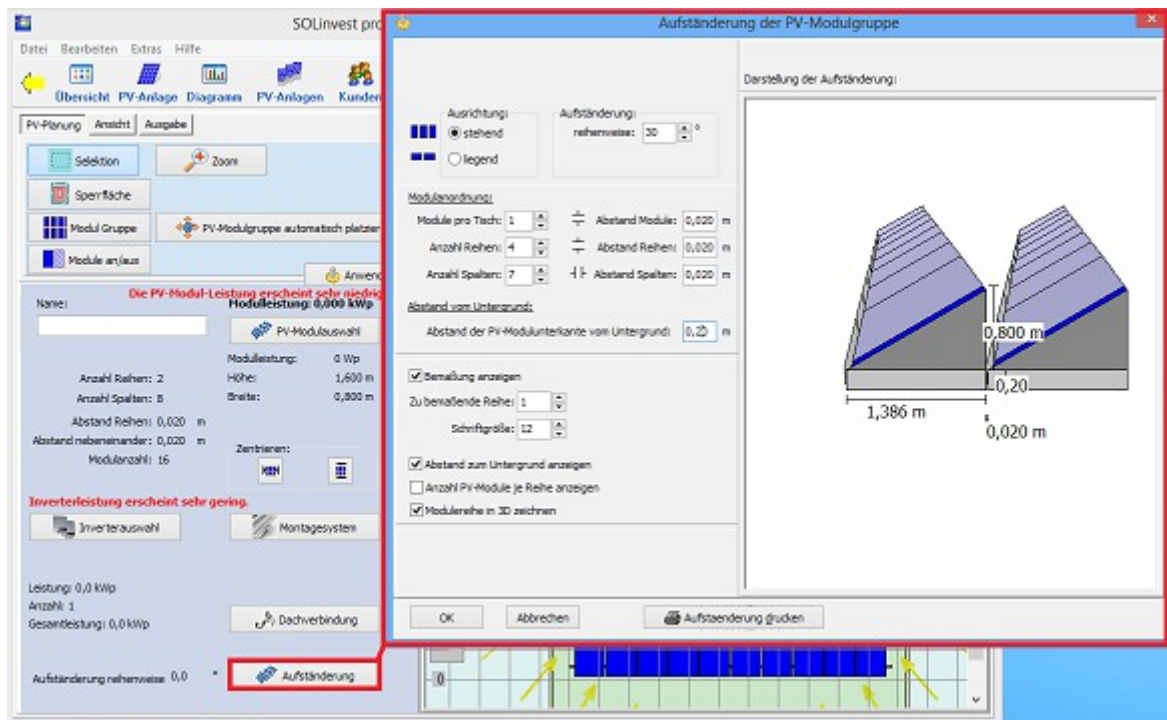 SOLinvest pro
Datei Bearbeiten Extras Hilfe
Übersicht PV-Anlage Diagramm PV-Anlagen Kunden
PV-Planung Ansicht Ausgabe
Selektion Zoom
Sperrfläche
Modul Gruppe PV-Modulgruppe automatisch platzier
Module an/aus
Anwend
Die PV-Modul-Leistung erscheint sehr niedrig
Name: Modulleistung: 0,000 kWp
PV-Modulauswahl
Modulleistung: 0 Wp
Anzahl Reihen: 2 Höhe: 1,600 m
Anzahl Spalten: 8 Breite: 0,800 m
Abstand Reihen: 0,020 m
Abstand nebeneinander: 0,020 m
Modulanzahl: 16
Zentrieren:
Inverterleistung erscheint sehr gering.
Inverterauswahl Montagesystem
Leistung: 0,0 kWp
Anzahl: 1
Gesamtleistung: 0,0 kWp
Dachverbindung
Aufständerung reihenweise 0,0 ° Aufständerung
Aufständerung der PV-Modulgruppe
Ausrichtung:
stehend
liegend
Aufständerung:
reihenweise: 30 °
Modulanordnung:
Module pro Tisch: 1 Abstand Module: 0,020 m
Anzahl Reihen: 4 Abstand Reihen: 0,020 m
Anzahl Spalten: 7 Abstand Spalten: 0,020 m
Abstand vom Untergrund:
Abstand der PV-Modulunterkante vom Untergrund: 0,20 m
Bemaßung anzeigen
Zu bemaßende Reihe: 1
Schriftgröße: 12
Abstand zum Untergrund anzeigen
Anzahl PV-Module je Reihe anzeigen
Modulereihe in 3D zeichnen
OK Abbrechen Aufstaenderung drucken
Darstellung der Aufständerung:
0,800 m
0,20
1,386 m
0,020 m
0